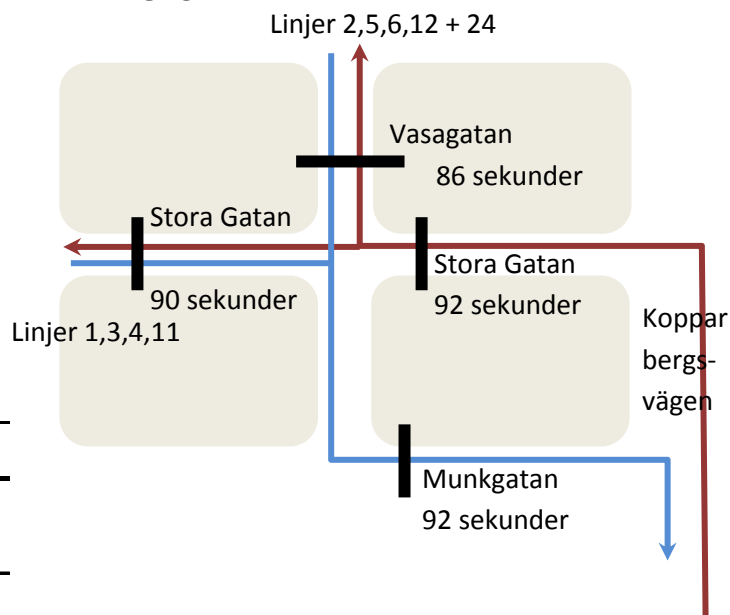 Linjer 2,5,6,12 + 24
Vasagatan
86 sekunder
Stora Gatan
90 sekunder
Stora Gatan
92 sekunder
Linjer 1,3,4,11
Koppar
bergs-
vägen
Munkgatan
92 sekunder